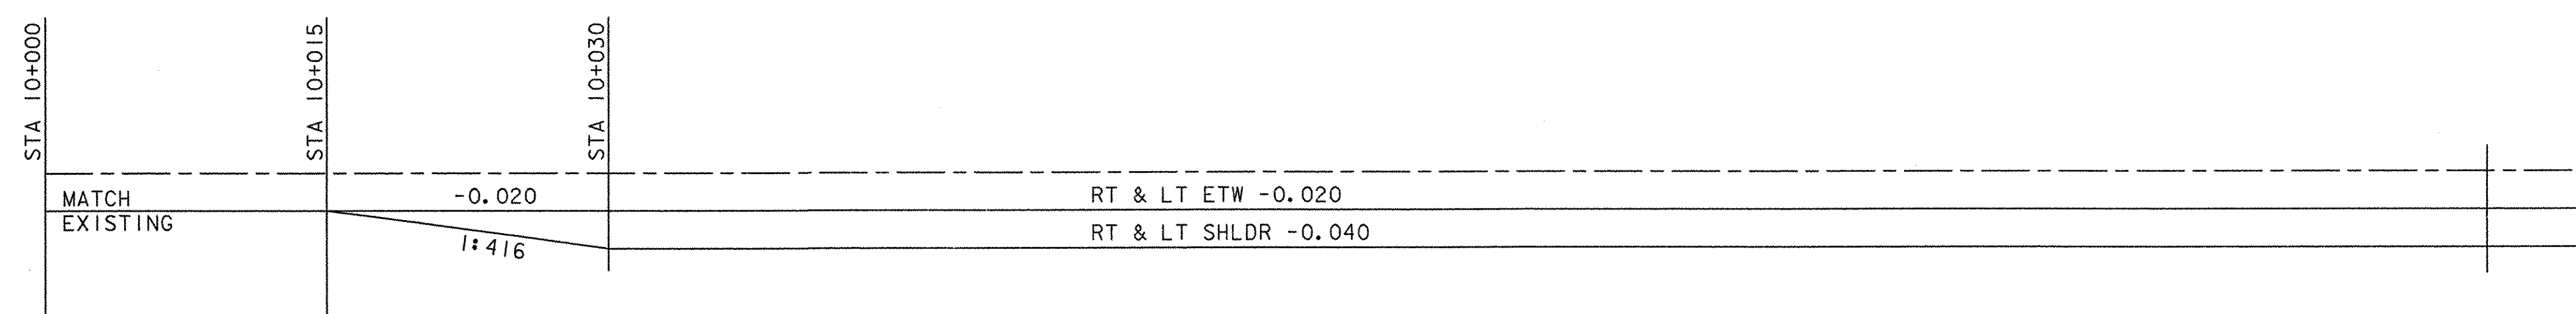 STA 10+000
STA 10+015
STA 10+030
MATCH
EXISTING
-0.020
1:416
RT & LT ETW -0.020
RT & LT SHLDR -0.040